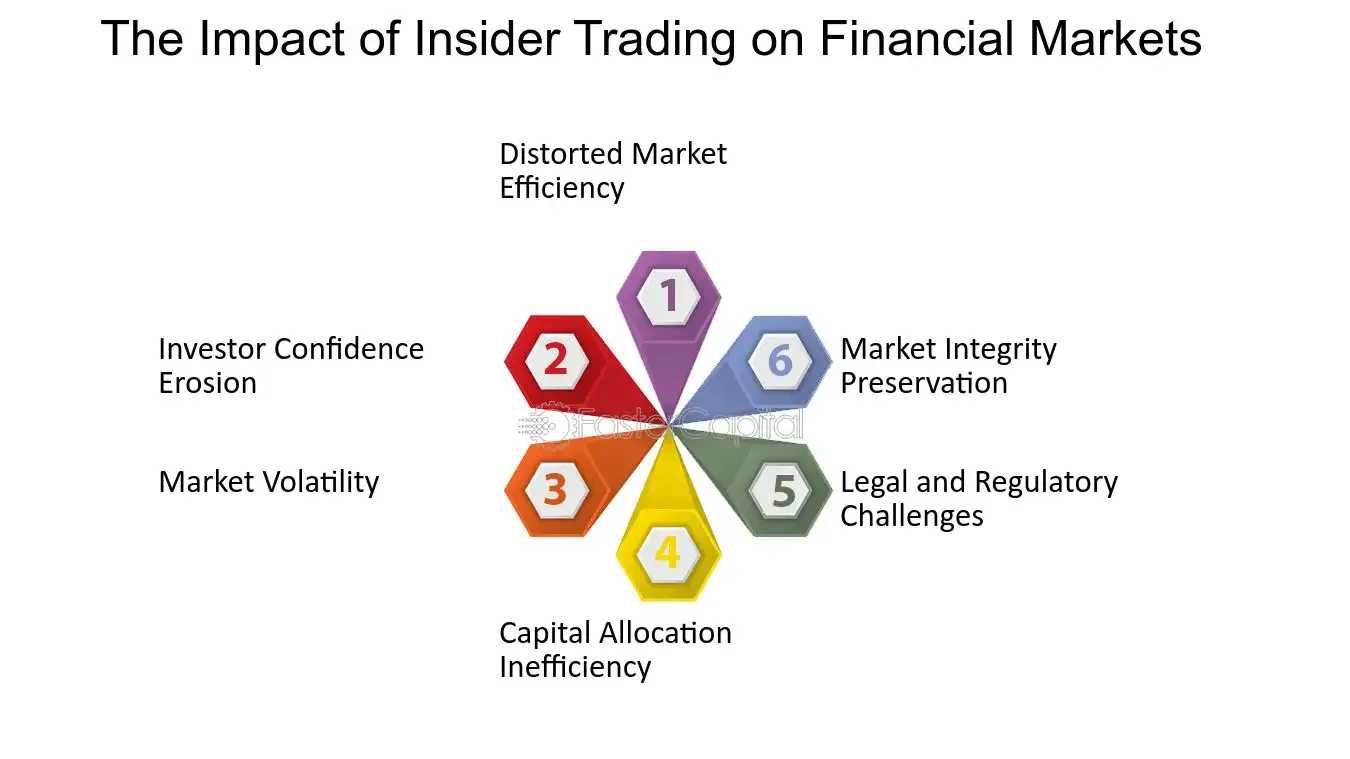 The Impact of Insider Trading on Financial Markets
Distorted Market
Efficiency
1
2
Investor Confidence
Erosion
6
Market Integrity
Preservation
FasterCapital
3
Market Volatility
5
Legal and Regulatory
Challenges
4
Capital Allocation
Inefficiency